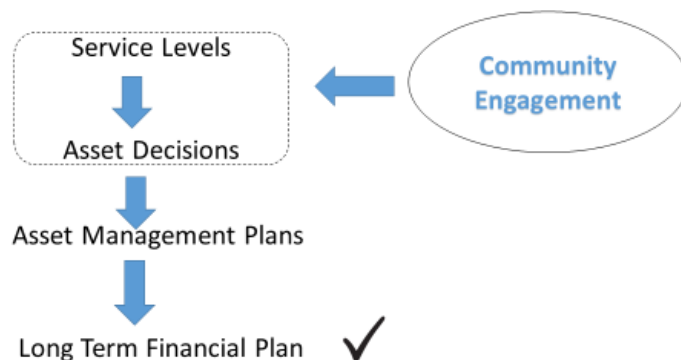 Service Levels
Community
Engagement
Asset Decisions
Asset Management Plans
Long Term Financial Plan